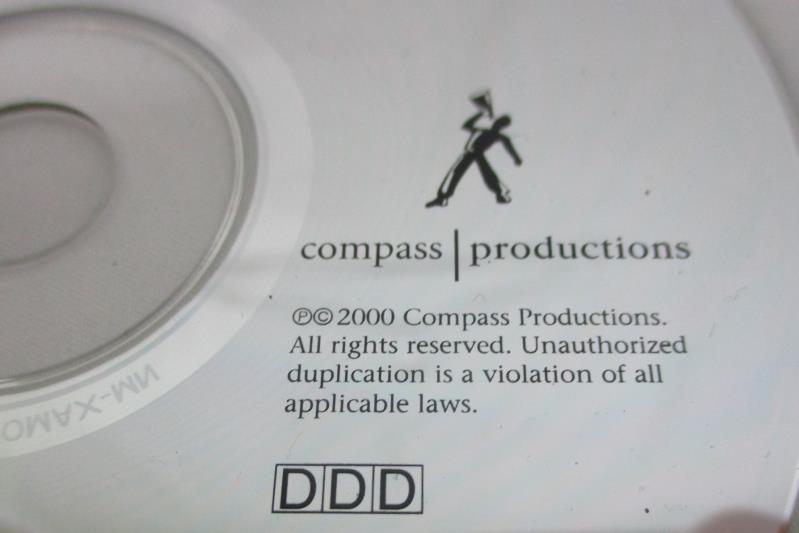 compass | productions
℗©2000 Compass Productions.
All rights reserved. Unauthorized
duplication is a violation of all
applicable laws.
DDD